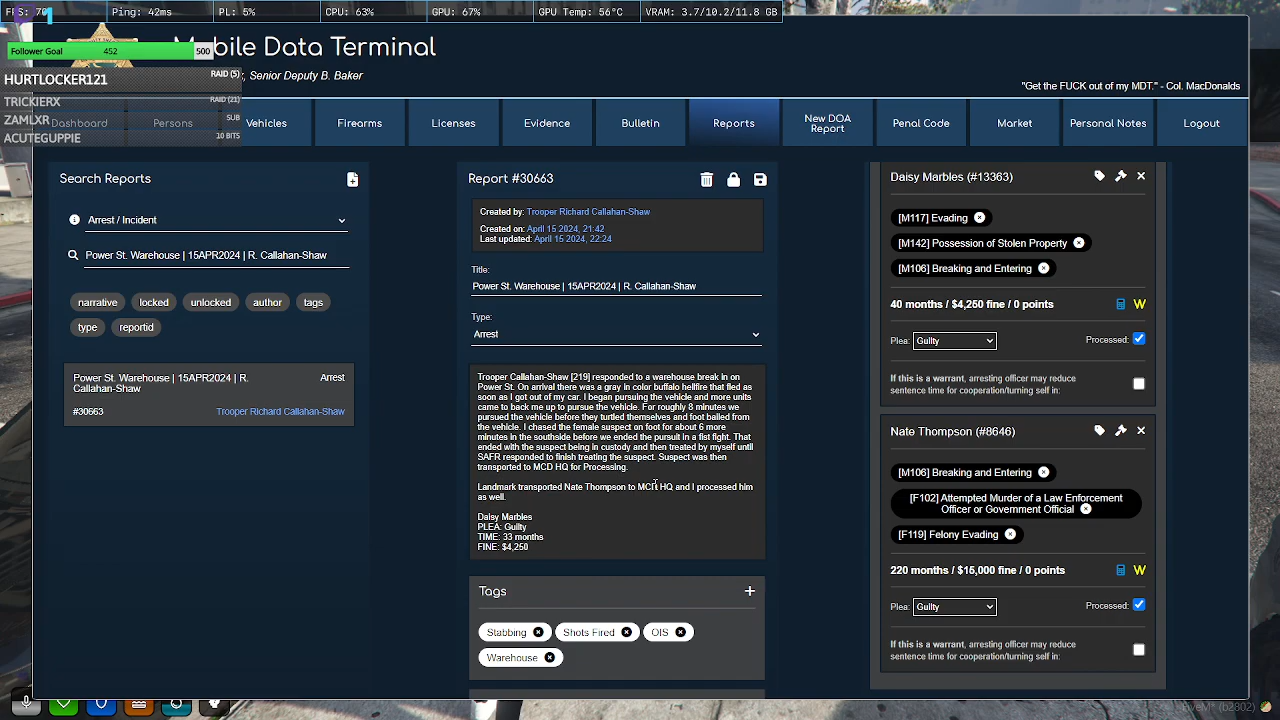 Ping: 42ms
PL: 5%
CPU: 63%
GPU: 67%
GPU Temp: 56°C
VRAM: 3.7/10.2/11.8 GB
Follower Goal 452 500
Mobile Data Terminal
HURTLOCKER121 RAID (5)
Senior Deputy B. Baker
"Get the FUCK out of my MDT." - Col. MacDonalds
TRICKIERX RAID (21)
ZAMLXR SUB
ACUTEGUPPIE 10 BITS
Dashboard
Persons
Vehicles
Firearms
Licenses
Evidence
Bulletin
Reports
New DOA
Report
Penal Code
Market
Personal Notes
Logout
Search Reports
Arrest / Incident
Power St. Warehouse | 15APR2024 | R. Callahan-Shaw
narrative locked unlocked author tags
type reportid
Power St. Warehouse | 15APR2024 | R. Arrest
Callahan-Shaw
#30663 Trooper Richard Callahan-Shaw
Report #30663
Created by: Trooper Richard Callahan-Shaw
Created on: April 15 2024, 21:42
Last updated: April 15 2024, 22:24
Title:
Power St. Warehouse | 15APR2024 | R. Callahan-Shaw
Type:
Arrest
Trooper Callahan-Shaw [219] responded to a warehouse break in on
Power St. On arrival there was a gray in color buffalo hellfire that fled as
soon as I got out of my car. I began pursuing the vehicle and more units
came to back me up to pursue the vehicle. For roughly 8 minutes we
pursued the vehicle before they turtled themselves and foot bailed from
the vehicle. I chased the female suspect on foot for about 6 more
minutes in the southside before we ended the pursuit in a fist fight. That
ended with the suspect being in custody and then treated by myself until
SAFR responded to finish treating the suspect. Suspect was then
transported to MCD HQ for Processing.
Landmark transported Nate Thompson to MCD HQ and I processed him
as well.
Daisy Marbles
PLEA: Guilty
TIME: 33 months
FINE: $4,250
Tags
Stabbing Shots Fired OIS
Warehouse
Daisy Marbles (#13363)
[M117] Evading
[M142] Possession of Stolen Property
[M106] Breaking and Entering
40 months / $4,250 fine / 0 points W
Plea: Guilty Processed:
If this is a warrant, arresting officer may reduce
sentence time for cooperation/turning self in:
Nate Thompson (#8646)
[M106] Breaking and Entering
[F102] Attempted Murder of a Law Enforcement
Officer or Government Official
[F119] Felony Evading
220 months / $15,000 fine / 0 points W
Plea: Guilty Processed:
If this is a warrant, arresting officer may reduce
sentence time for cooperation/turning self in:
FiveM* (b2802)